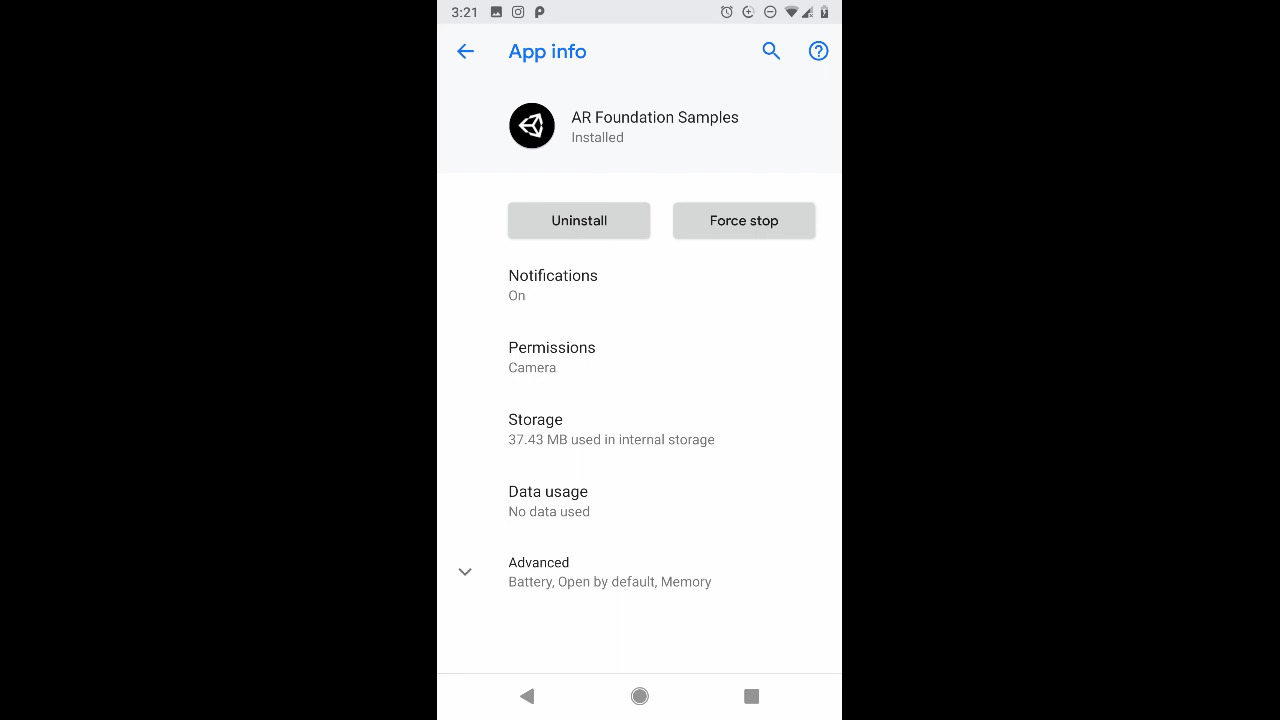 3:21
App info
AR Foundation Samples
Installed
Uninstall
Force stop
Notifications
On
Permissions
Camera
Storage
37.43 MB used in internal storage
Data usage
No data used
Advanced
Battery, Open by default, Memory